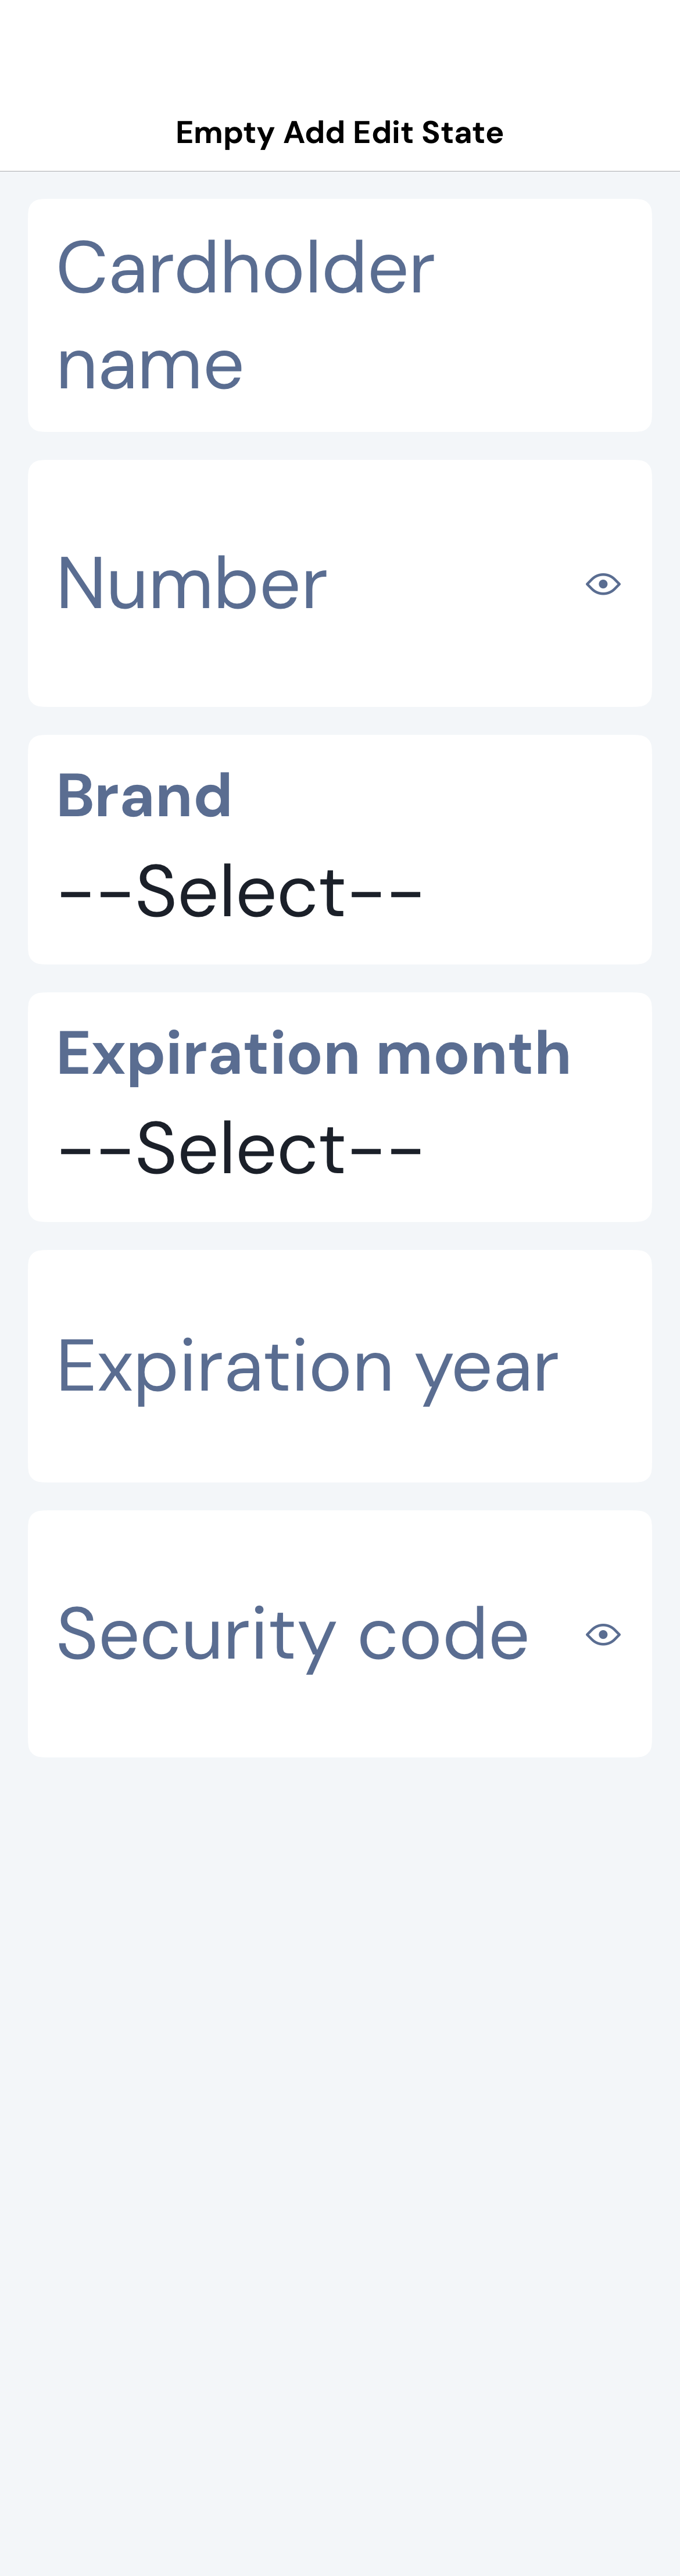 Empty Add Edit State
Cardholder
name
Number
Brand
--Select--
Expiration month
--Select--
Expiration year
Security code